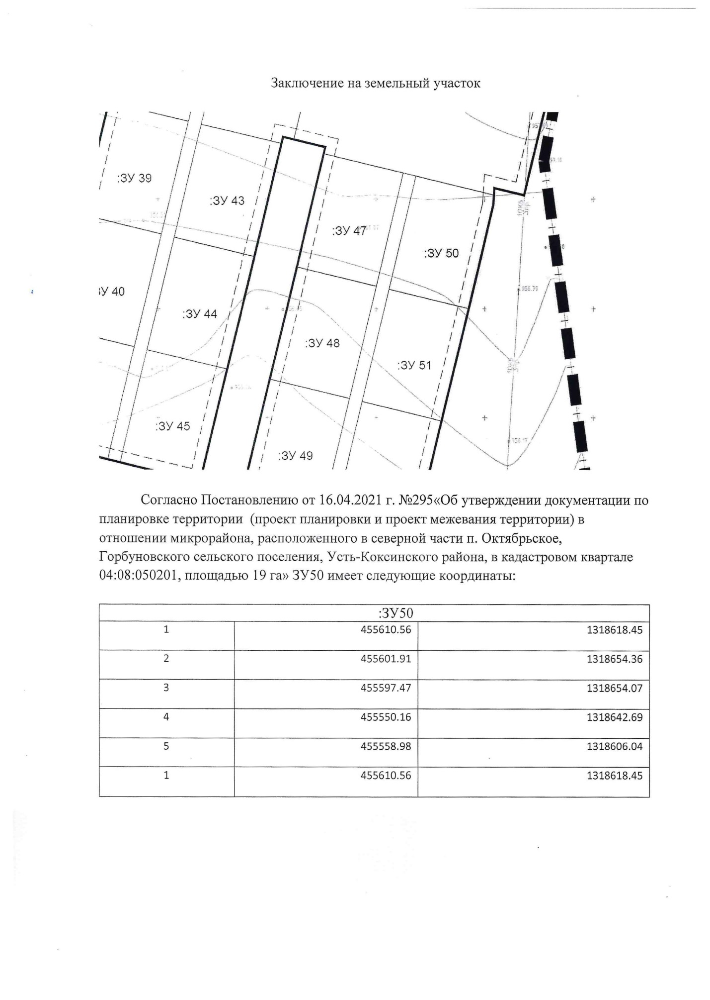 Заключение на земельный участок
:ЗУ 39
:ЗУ 43
:ЗУ 47
:ЗУ 50
ЗУ 40
:ЗУ 44
:ЗУ 48
:ЗУ 51
956.79
:ЗУ 45
:ЗУ 49
Согласно Постановлению от 16.04.2021 г. №295«Об утверждении документации по
планировке территории (проект планировки и проект межевания территории) в
отношении микрорайона, расположенного в северной части п. Октябрьское,
Горбуновского сельского поселения, Усть-Коксинского района, в кадастровом квартале
04:08:050201, площадью 19 га» ЗУ50 имеет следующие координаты:
:ЗУ50
1 455610.56 1318618.45
2 455601.91 1318654.36
3 455597.47 1318654.07
4 455550.16 1318642.69
5 455558.98 1318606.04
1 455610.56 1318618.45